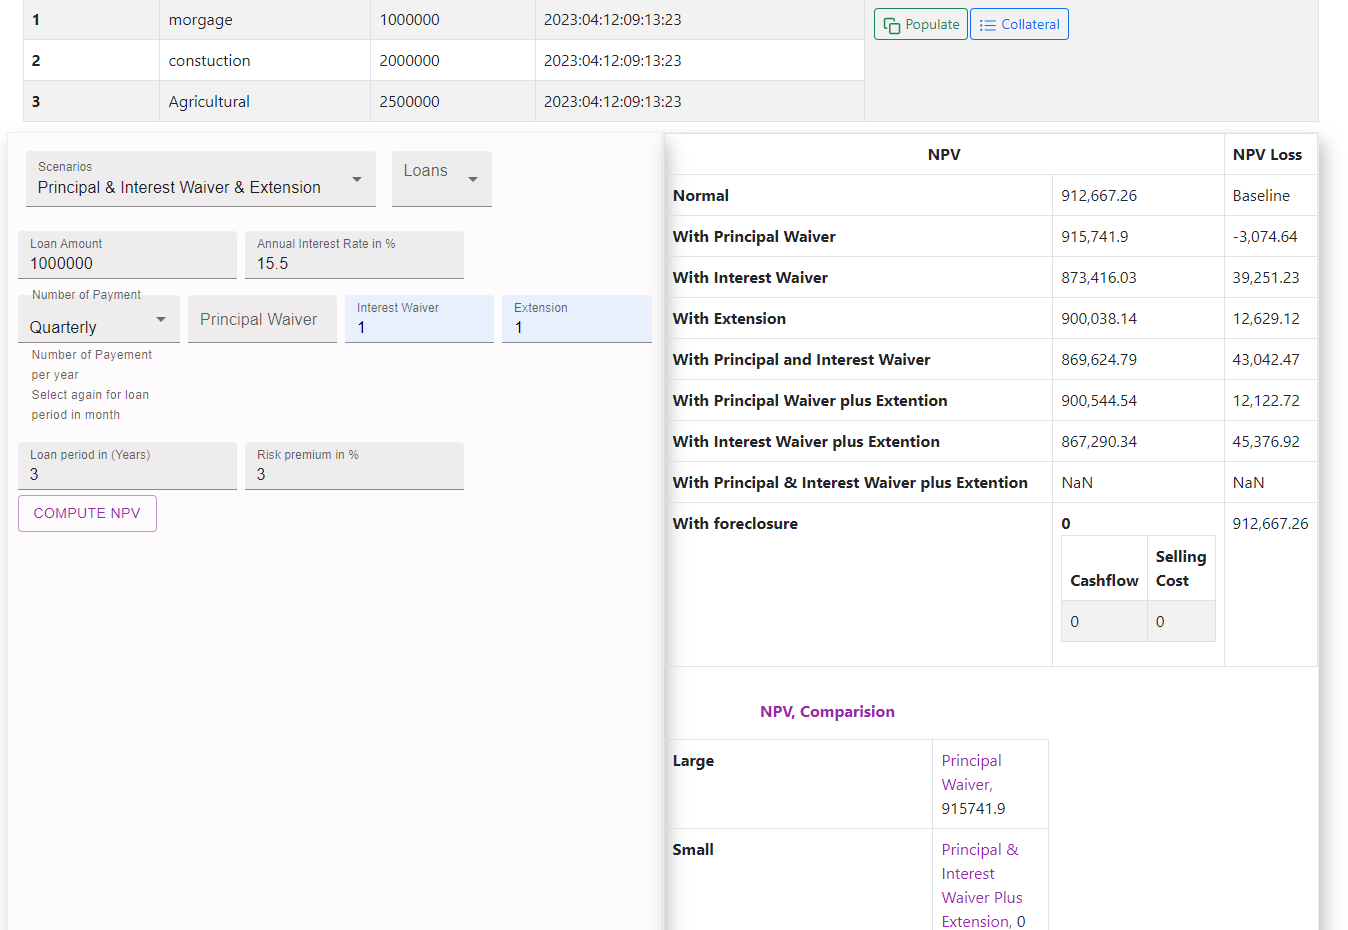 1 morgage 1000000 2023:04:12:09:13:23 Populate Collateral
2 constuction 2000000 2023:04:12:09:13:23
3 Agricultural 2500000 2023:04:12:09:13:23
Scenarios
Principal & Interest Waiver & Extension
Loans
Loan Amount
1000000
Annual Interest Rate in %
15.5
Number of Payment
Quarterly
Principal Waiver
Interest Waiver
1
Extension
1
Number of Payement
per year
Select again for loan
period in month
Loan period in (Years)
3
Risk premium in %
3
COMPUTE NPV
NPV NPV Loss
Normal 912,667.26 Baseline
With Principal Waiver 915,741.9 -3,074.64
With Interest Waiver 873,416.03 39,251.23
With Extension 900,038.14 12,629.12
With Principal and Interest Waiver 869,624.79 43,042.47
With Principal Waiver plus Extention 900,544.54 12,122.72
With Interest Waiver plus Extention 867,290.34 45,376.92
With Principal & Interest Waiver plus Extention NaN NaN
With foreclosure 0 912,667.26
Cashflow Selling
Cost
0 0
NPV, Comparision
Large Principal
Waiver,
915741.9
Small Principal &
Interest
Waiver Plus
Extension, 0